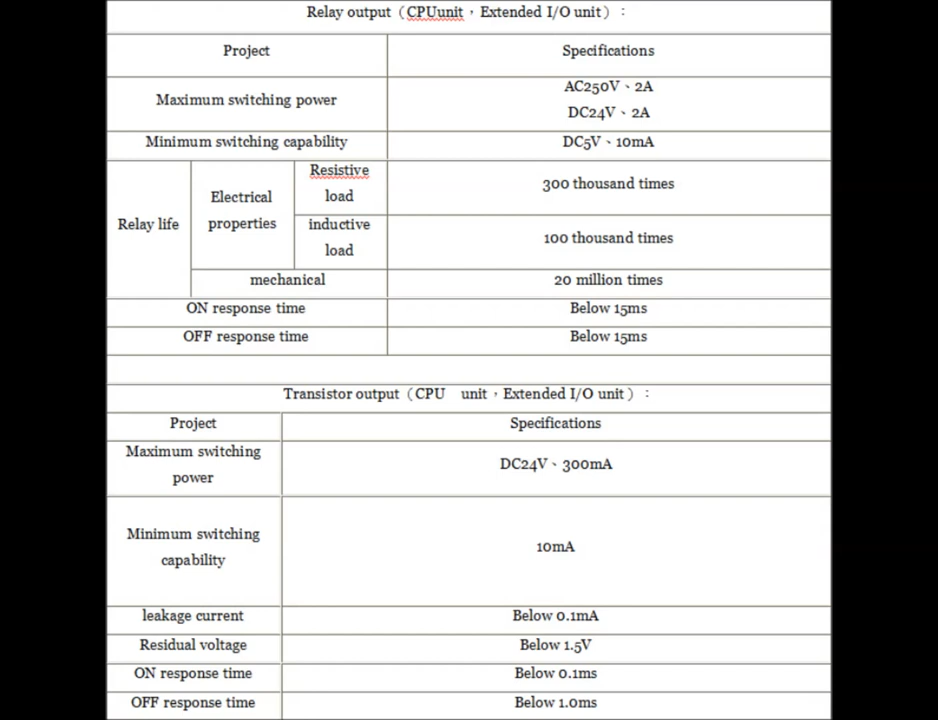 Relay output（CPUunit，Extended I/O unit）：
Project
Specifications
Maximum switching power
AC250V、2A
DC24V、2A
Minimum switching capability
DC5V、10mA
Relay life
Electrical
properties
Resistive
load
300 thousand times
inductive
load
100 thousand times
mechanical
20 million times
ON response time
Below 15ms
OFF response time
Below 15ms
Transistor output（CPU unit，Extended I/O unit）：
Project
Specifications
Maximum switching
power
DC24V、300mA
Minimum switching
capability
10mA
leakage current
Below 0.1mA
Residual voltage
Below 1.5V
ON response time
Below 0.1ms
OFF response time
Below 1.0ms